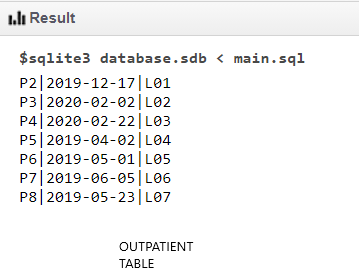 Result
$sqlite3 database.sdb < main.sql
P2|2019-12-17|L01
P3|2020-02-02|L02
P4|2020-02-22|L03
P5|2019-04-02|L04
P6|2019-05-01|L05
P7|2019-06-05|L06
P8|2019-05-23|L07
OUTPATIENT
TABLE